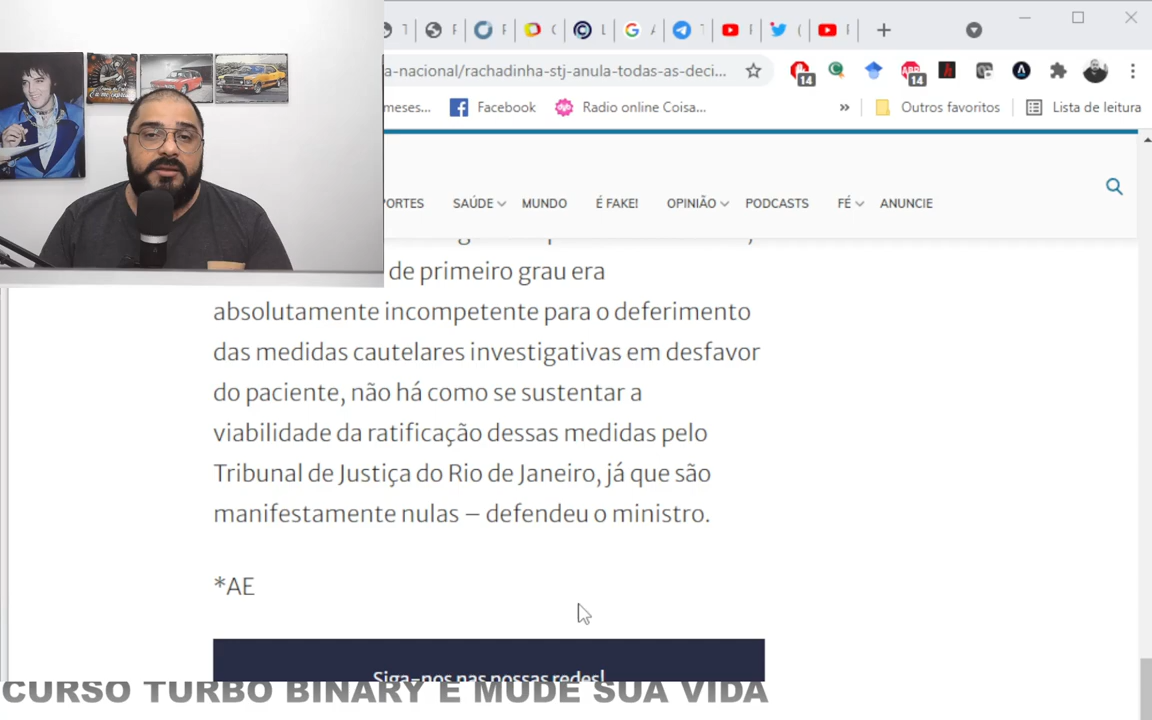 14
14
a-nacional/rachadinha-stj-anula-todas-as-deci...
meses...
Facebook
Radio online Coisa...
»
Outros favoritos
Lista de leitura
PORTES
SAÚDE
MUNDO
É FAKE!
OPINIÃO
PODCASTS
FÉ
ANUNCIE
de primeiro grau era
absolutamente incompetente para o deferimento
das medidas cautelares investigativas em desfavor
do paciente, não há como se sustentar a
viabilidade da ratificação dessas medidas pelo
Tribunal de Justiça do Rio de Janeiro, já que são
manifestamente nulas – defendeu o ministro.
*AE
Siga-nos nas nossas redes!
CURSO TURBO BINARY E MUDE SUA VIDA